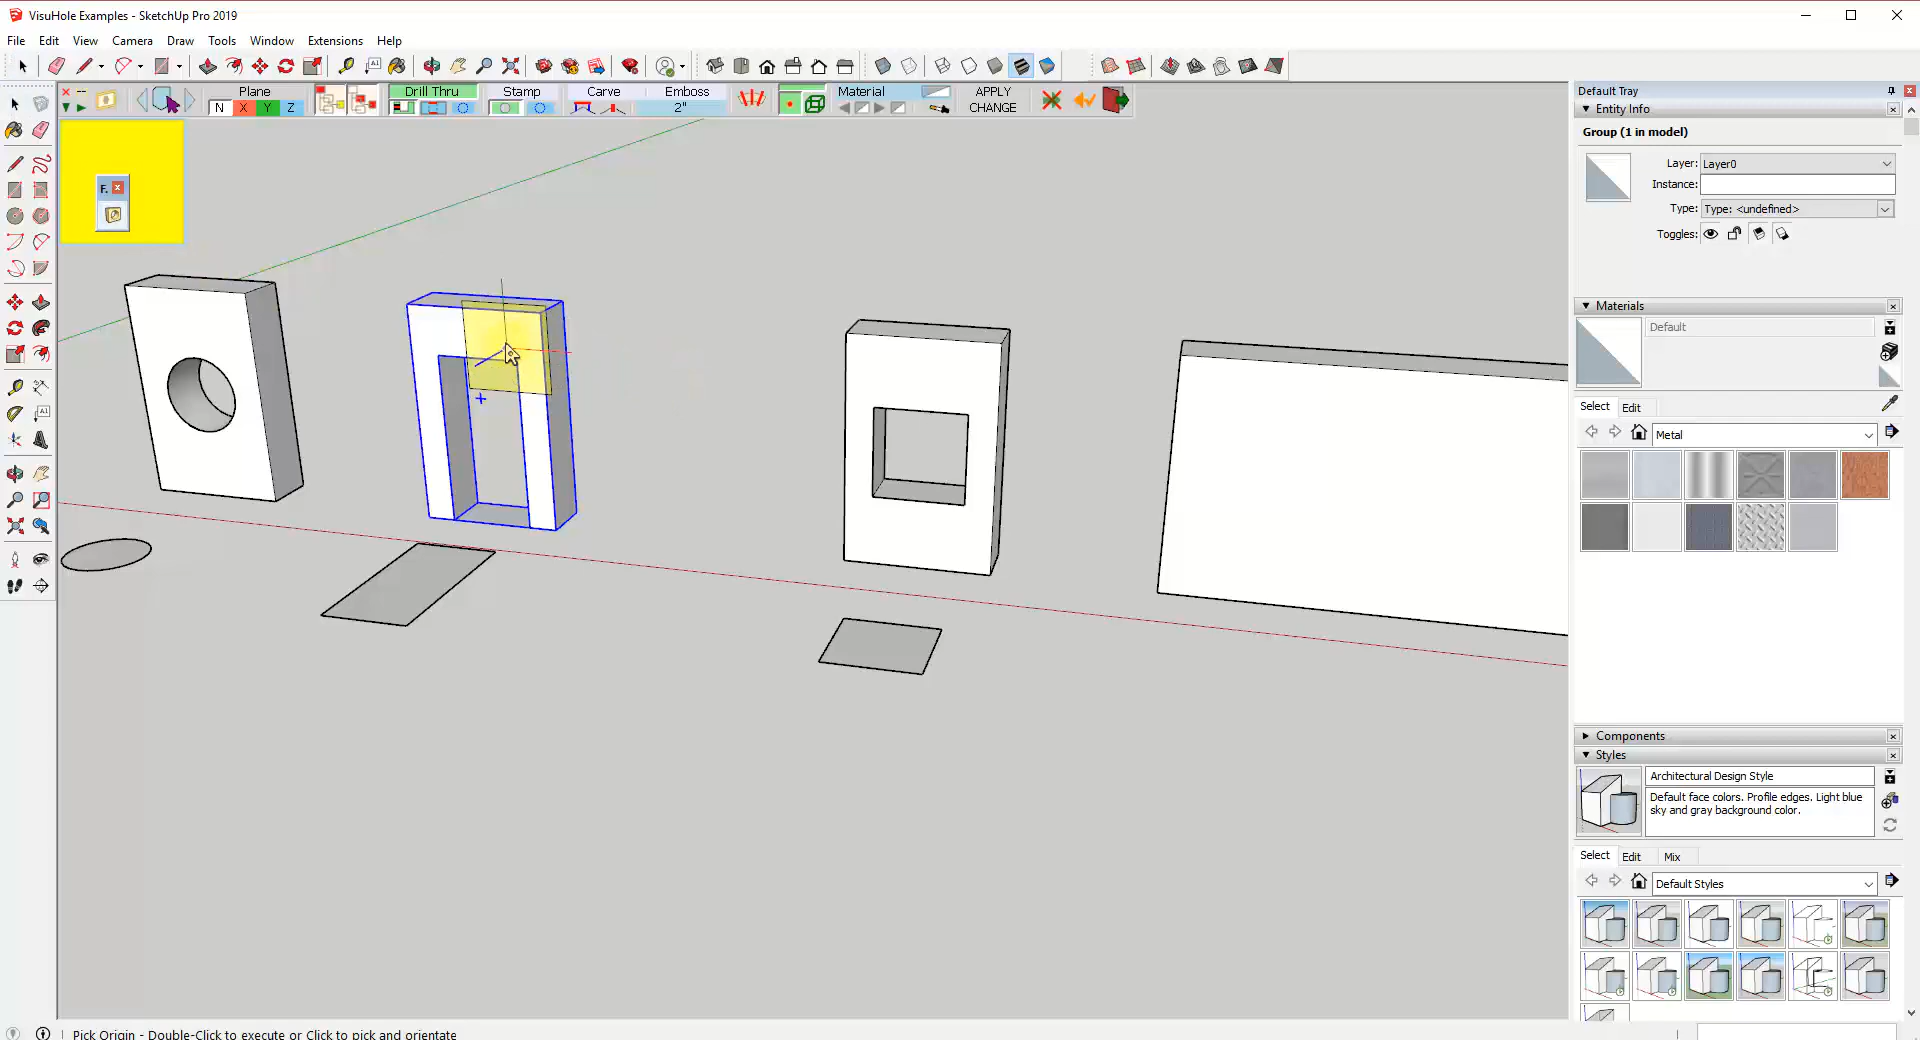 VisuHole Examples - SketchUp Pro 2019
File Edit View Camera Draw Tools Window Extensions Help
Plane
N X Y Z
Drill Thru
Stamp
Carve
Emboss
2"
Material
APPLY
CHANGE
F.
Default Tray
Entity Info
Group (1 in model)
Layer: Layer0
Instance:
Type: Type: <undefined>
Toggles:
Materials
Default
Select Edit
Metal
Components
Styles
Architectural Design Style
Default face colors. Profile edges. Light blue
sky and gray background color.
Select Edit Mix
Default Styles
Pick Origin - Double-Click to execute or Click to pick and orientate